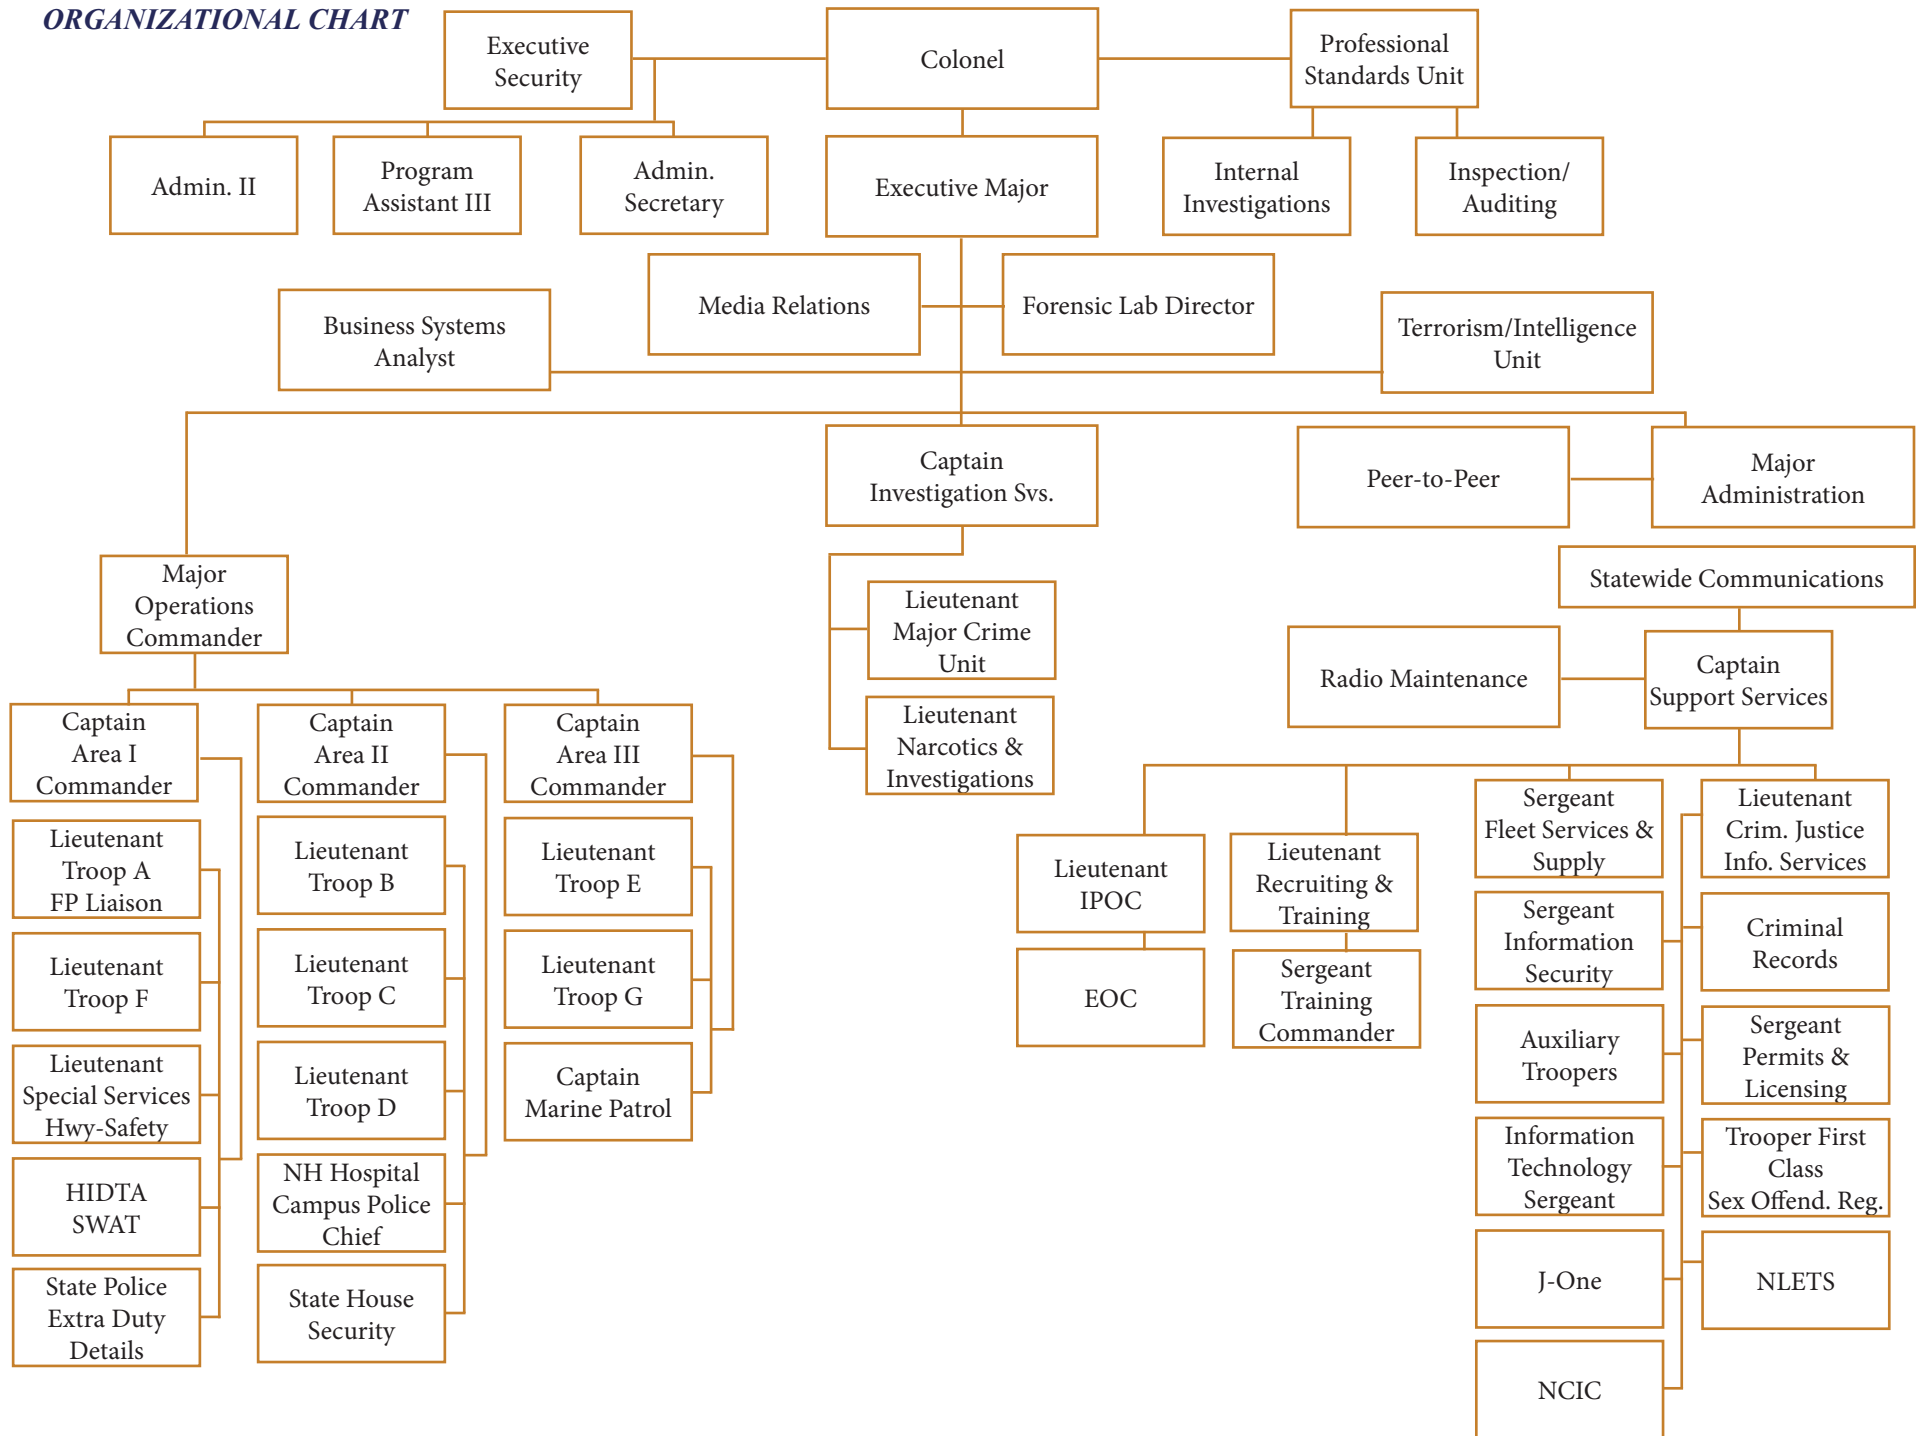 ORGANIZATIONAL CHART
Executive
Security
Colonel
Professional
Standards Unit
Admin. II
Program
Assistant III
Admin.
Secretary
Executive Major
Internal
Investigations
Inspection/
Auditing
Media Relations
Forensic Lab Director
Business Systems
Analyst
Terrorism/Intelligence
Unit
Captain
Investigation Svs.
Peer-to-Peer
Major
Administration
Major
Operations
Commander
Statewide Communications
Lieutenant
Major Crime
Unit
Radio Maintenance
Captain
Support Services
Captain
Area I
Commander
Captain
Area II
Commander
Captain
Area III
Commander
Lieutenant
Narcotics &
Investigations
Lieutenant
Troop A
FP Liaison
Lieutenant
Troop B
Lieutenant
Troop E
Lieutenant
IPOC
Lieutenant
Recruiting &
Training
Sergeant
Fleet Services &
Supply
Lieutenant
Crim. Justice
Info. Services
Lieutenant
Troop F
Lieutenant
Troop C
Lieutenant
Troop G
EOC
Sergeant
Training
Commander
Sergeant
Information
Security
Criminal
Records
Lieutenant
Special Services
Hwy-Safety
Lieutenant
Troop D
Captain
Marine Patrol
Auxiliary
Troopers
Sergeant
Permits &
Licensing
HIDTA
SWAT
NH Hospital
Campus Police
Chief
Information
Technology
Sergeant
Trooper First
Class
Sex Offend. Reg.
State Police
Extra Duty
Details
State House
Security
J-One
NLETS
NCIC